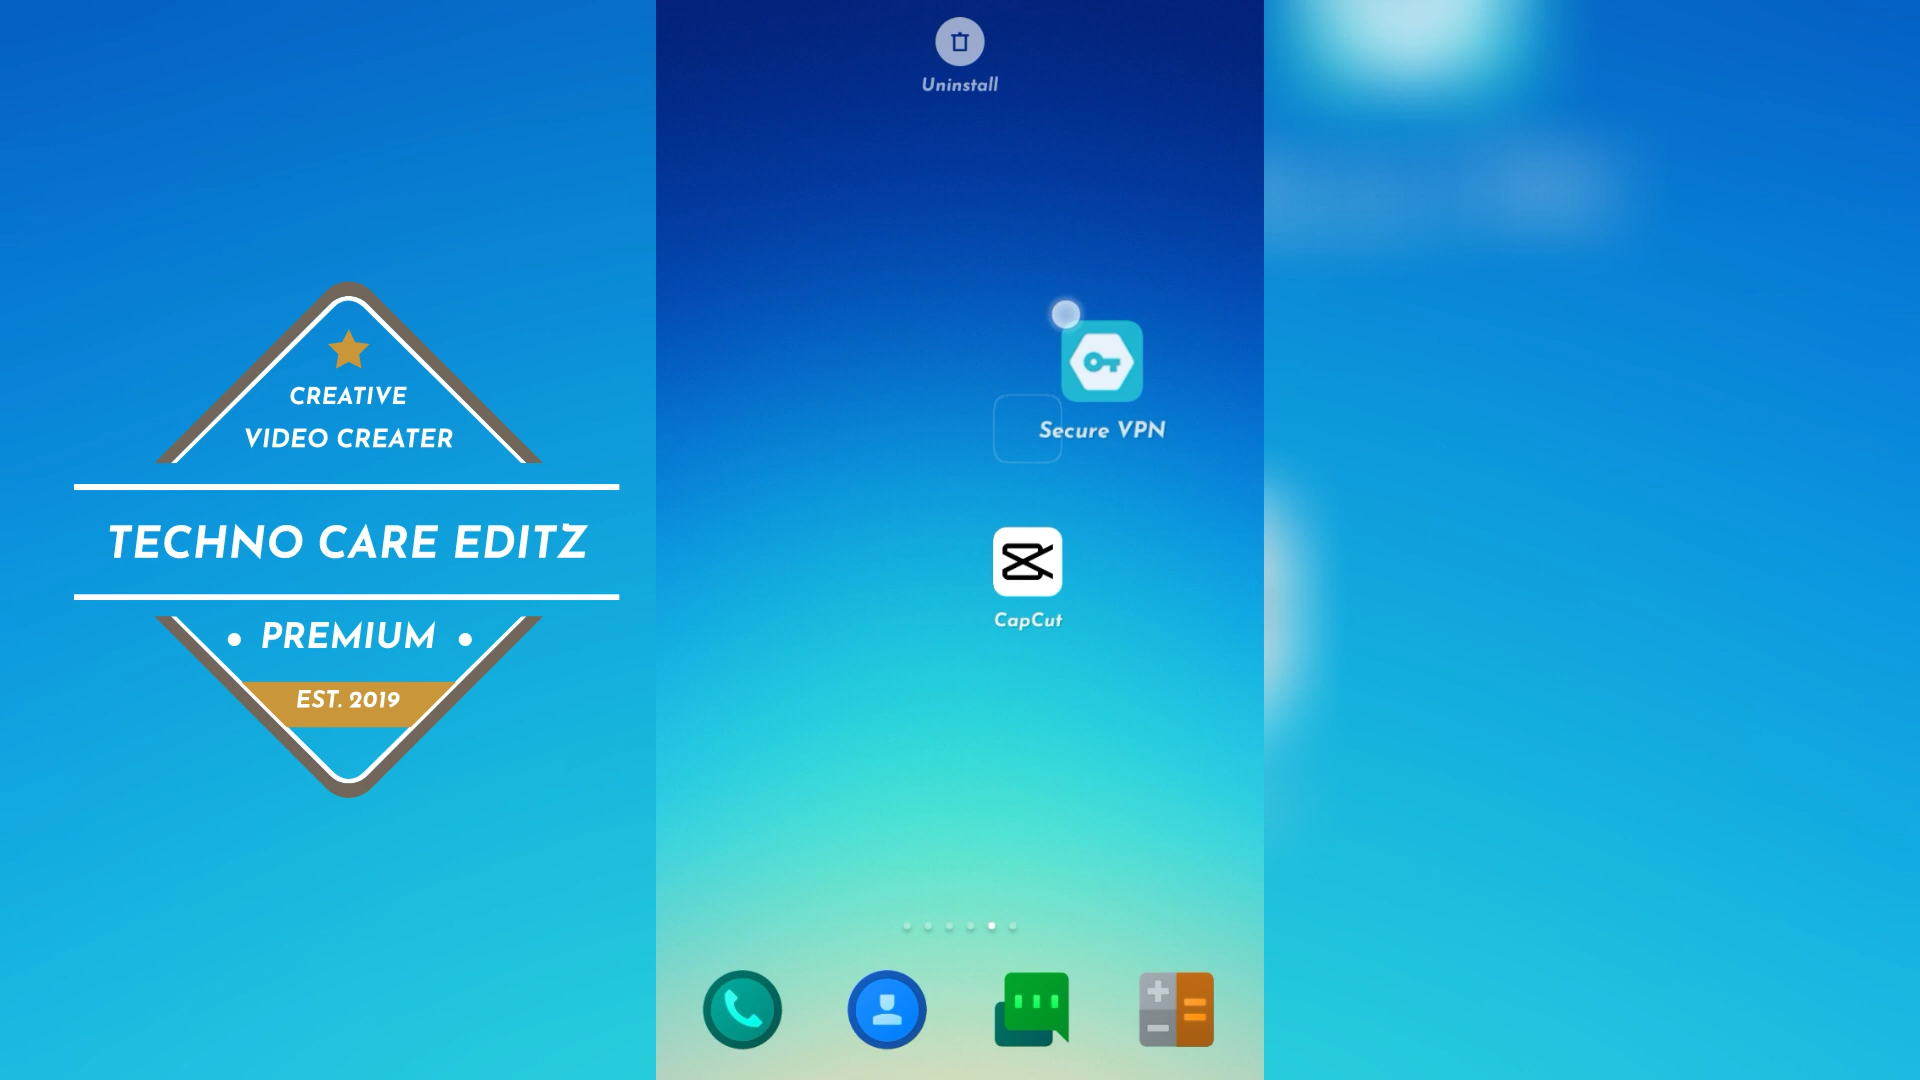 Uninstall
CREATIVE
VIDEO CREATER
TECHNO CARE EDITZ
• PREMIUM •
EST. 2019
Secure VPN
CapCut